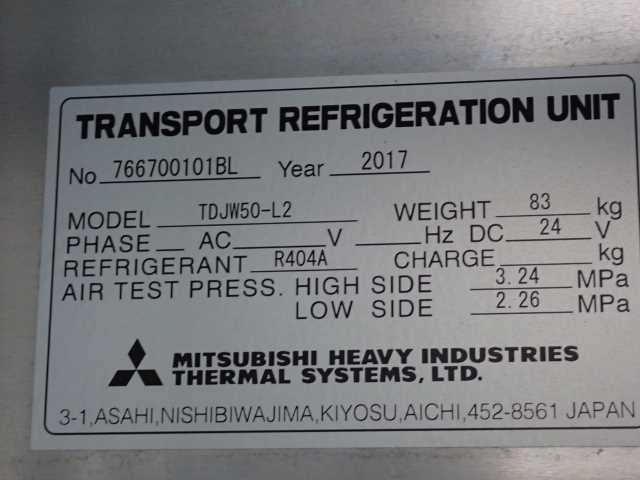 TRANSPORT REFRIGERATION UNIT
No 766700101BL Year 2017
MODEL TDJW50-L2 WEIGHT 83 kg
PHASE AC V Hz DC 24 V
REFRIGERANT R404A CHARGE kg
AIR TEST PRESS. HIGH SIDE 3.24 MPa
LOW SIDE 2.26 MPa
MITSUBISHI HEAVY INDUSTRIES
THERMAL SYSTEMS, LTD.
3-1,ASAHI,NISHIBIWAJIMA,KIYOSU,AICHI,452-8561 JAPAN